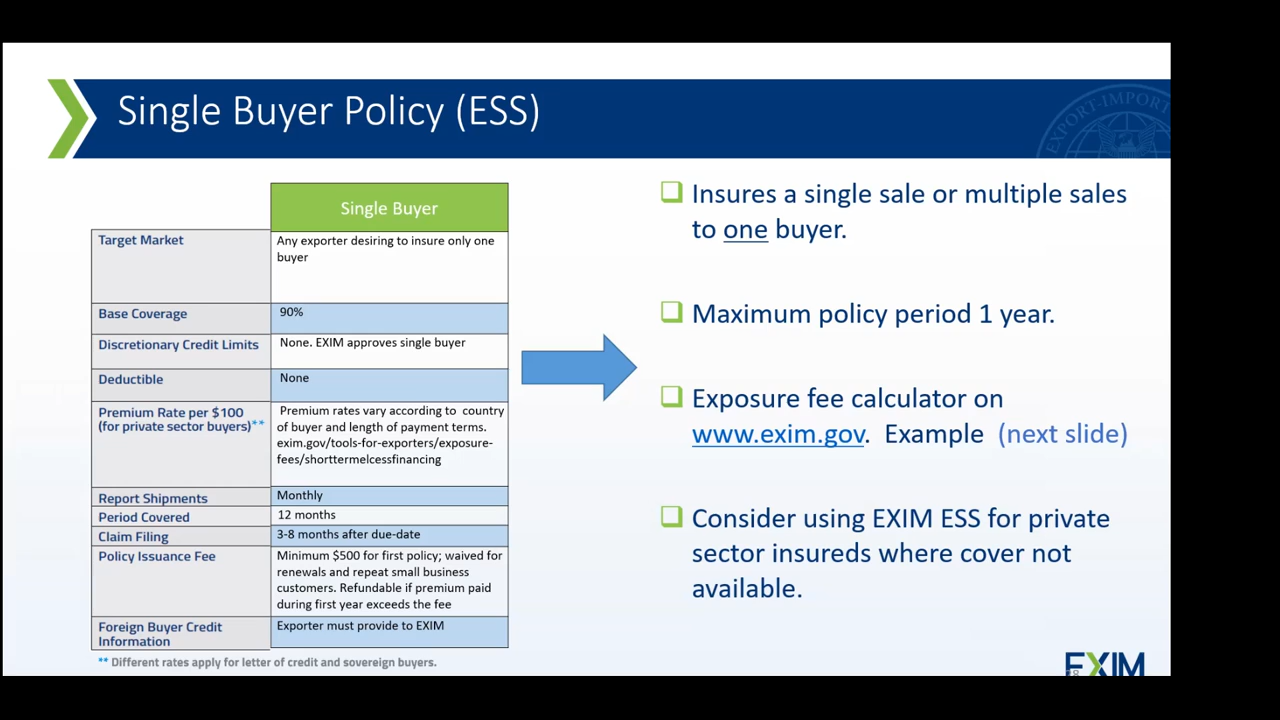 Single Buyer Policy (ESS)
EXPORT-IMPORT
Single Buyer
Target Market
Any exporter desiring to insure only one
buyer
Base Coverage
90%
Discretionary Credit Limits
None. EXIM approves single buyer
Deductible
None
Premium Rate per $100
(for private sector buyers)**
Premium rates vary according to country
of buyer and length of payment terms.
exim.gov/tools-for-exporters/exposure-
fees/shorttermelcessfinancing
Report Shipments
Monthly
Period Covered
12 months
Claim Filing
3-8 months after due-date
Policy Issuance Fee
Minimum $500 for first policy; waived for
renewals and repeat small business
customers. Refundable if premium paid
during first year exceeds the fee
Foreign Buyer Credit
Information
Exporter must provide to EXIM
** Different rates apply for letter of credit and sovereign buyers.
Insures a single sale or multiple sales
to one buyer.
Maximum policy period 1 year.
Exposure fee calculator on
www.exim.gov. Example (next slide)
Consider using EXIM ESS for private
sector insureds where cover not
available.
EXIM